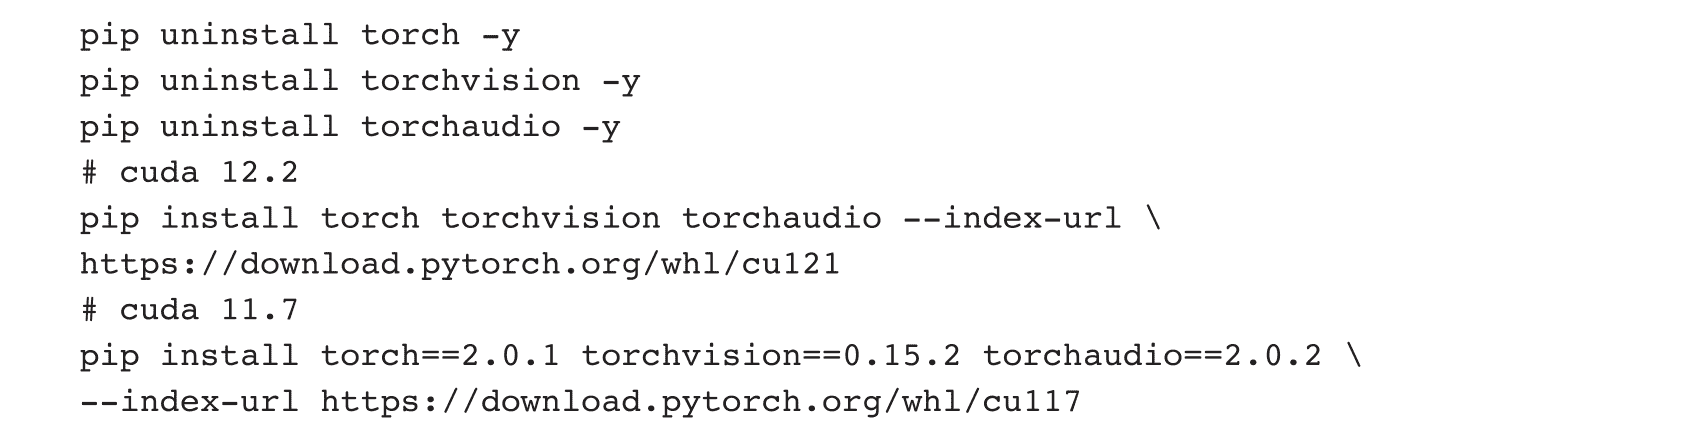 pip uninstall torch -y
pip uninstall torchvision -y
pip uninstall torchaudio -y
# cuda 12.2
pip install torch torchvision torchaudio --index-url \
https://download.pytorch.org/whl/cu121
# cuda 11.7
pip install torch==2.0.1 torchvision==0.15.2 torchaudio==2.0.2 \
--index-url https://download.pytorch.org/whl/cu117